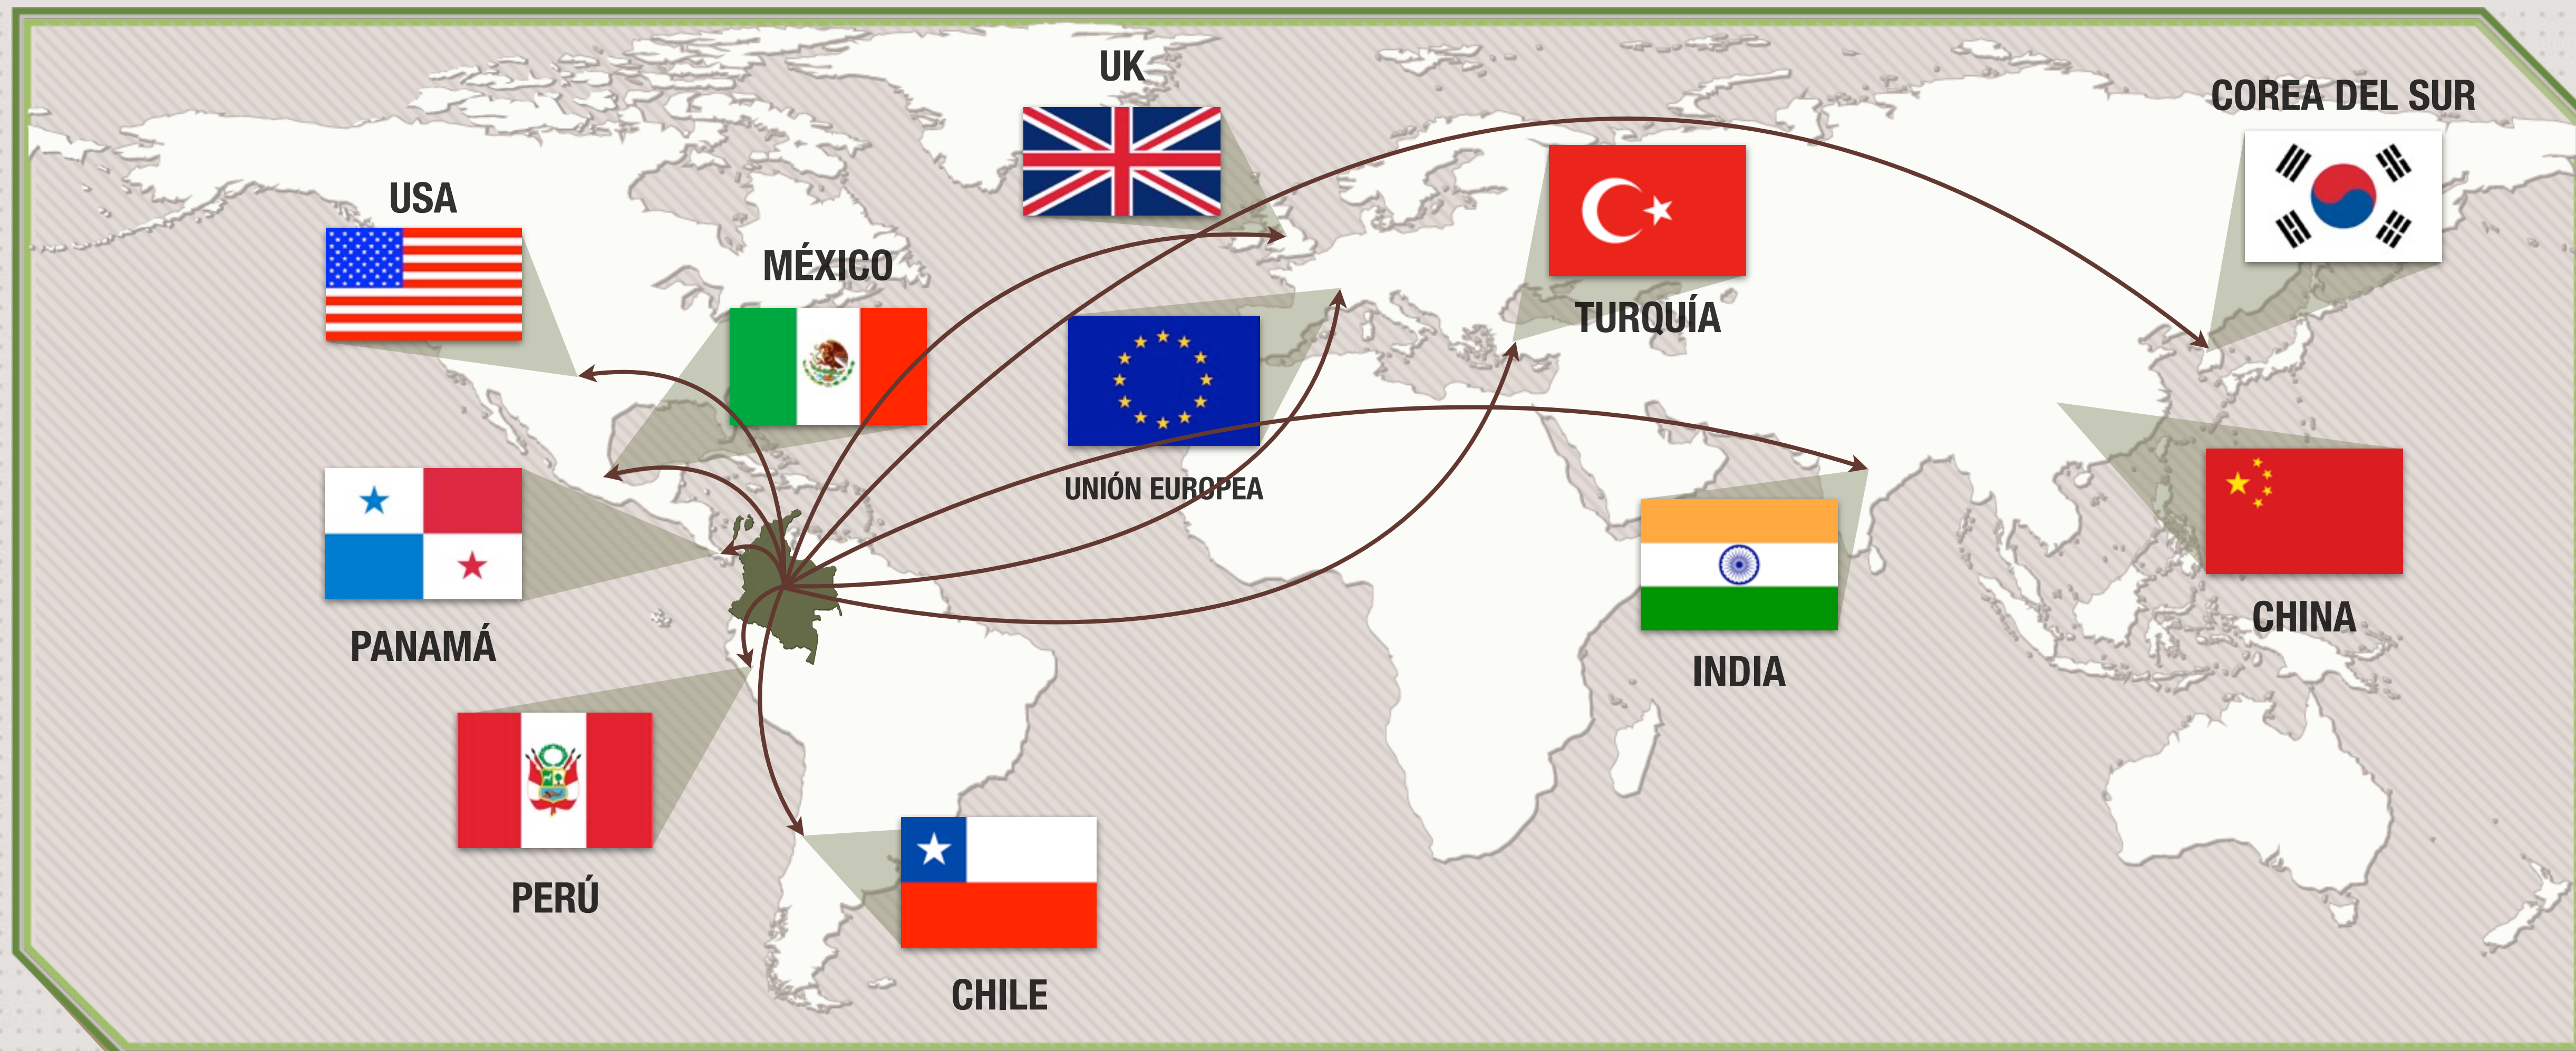 UK
COREA DEL SUR
USA
MÉXICO
TURQUÍA
UNIÓN EUROPEA
CHINA
PANAMÁ
INDIA
PERÚ
CHILE